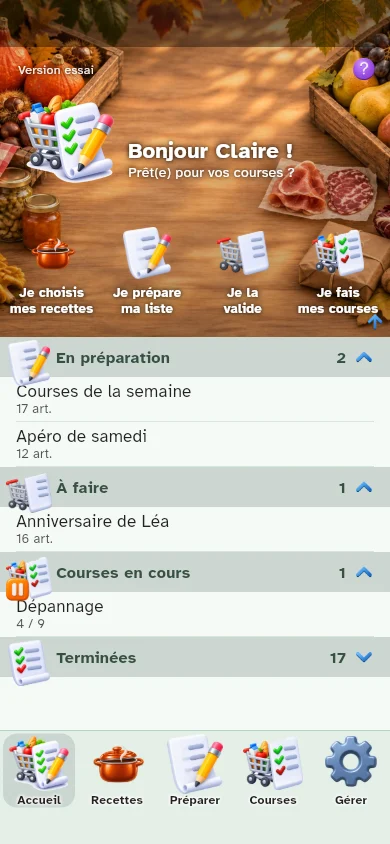 Version essai
?
Bonjour Claire !
Prêt(e) pour vos courses ?
Je choisis
mes recettes
Je prépare
ma liste
Je la
valide
Je fais
mes courses
En préparation 2
Courses de la semaine
17 art.
Apéro de samedi
12 art.
À faire 1
Anniversaire de Léa
16 art.
Courses en cours 1
Dépannage
4 / 9
Terminées 17
Accueil
Recettes
Préparer
Courses
Gérer